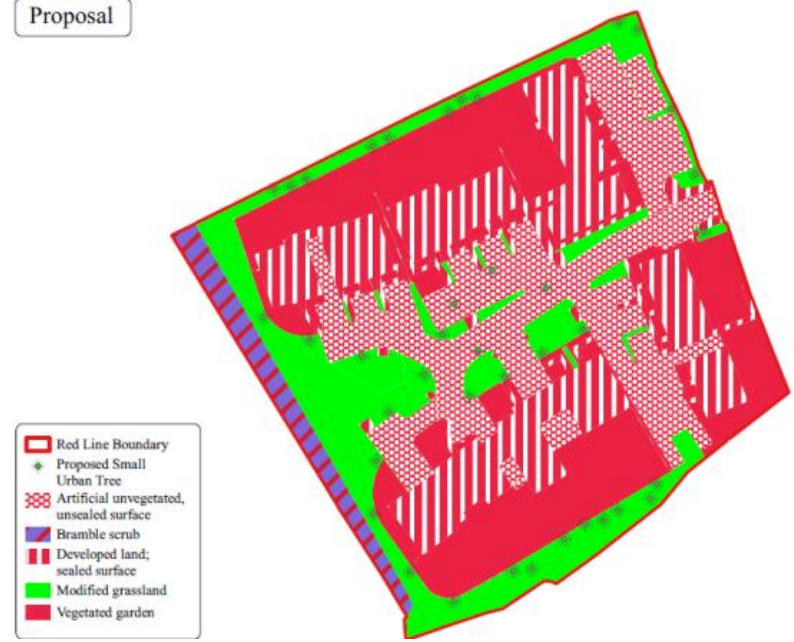 Proposal
Red Line Boundary
Proposed Small
Urban Tree
Artificial unvegetated,
unsealed surface
Bramble scrub
Developed land;
sealed surface
Modified grassland
Vegetated garden